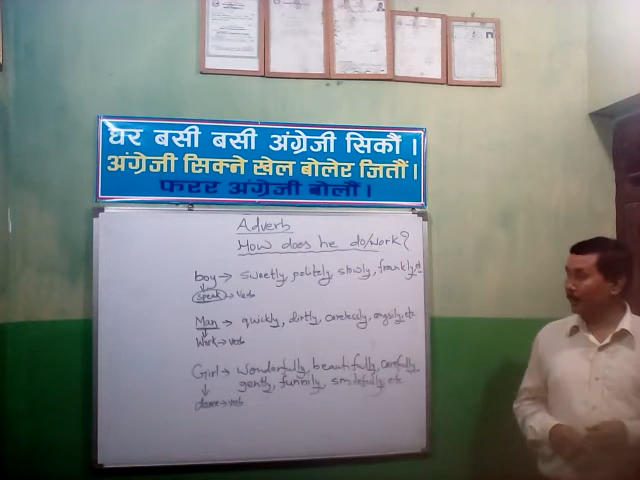 घर बसी बसी अंग्रेजी सिकौं ।
अंग्रेजी सिक्ने खेल बोलेर जितौं ।
फरर अंग्रेजी बोलौं ।
Adverb
How does he do/work?
boy → sweetly, politely, slowly, frankly,
speak → Verb
Man → quickly, dirtly, carelessly, angrily, etc
Work → verb
Girl → Wonderfully, beautifully, carefully,
gently, funnily, smilefully, etc
dance → verb